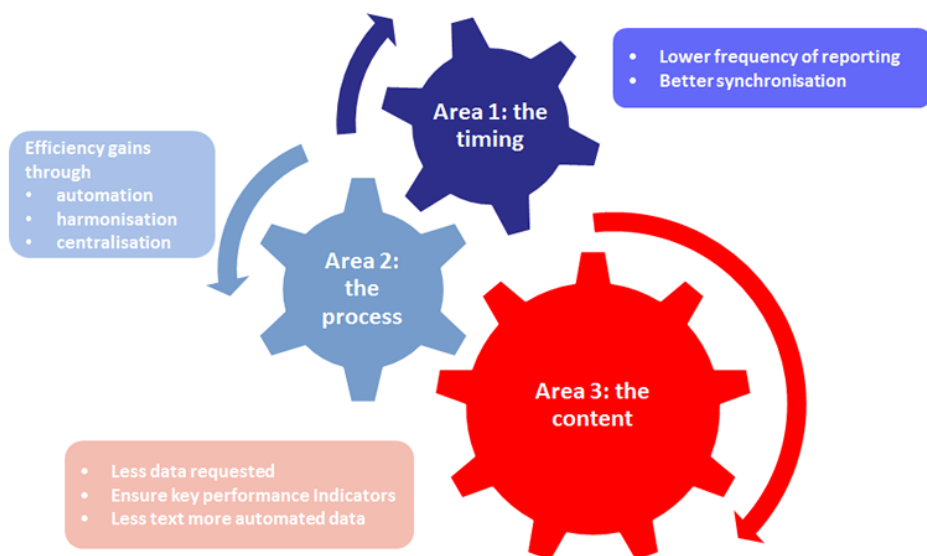 Area 1: the
timing
• Lower frequency of reporting
• Better synchronisation
Efficiency gains
through
• automation
• harmonisation
• centralisation
Area 2:
the
process
Area 3: the
content
• Less data requested
• Ensure key performance Indicators
• Less text more automated data